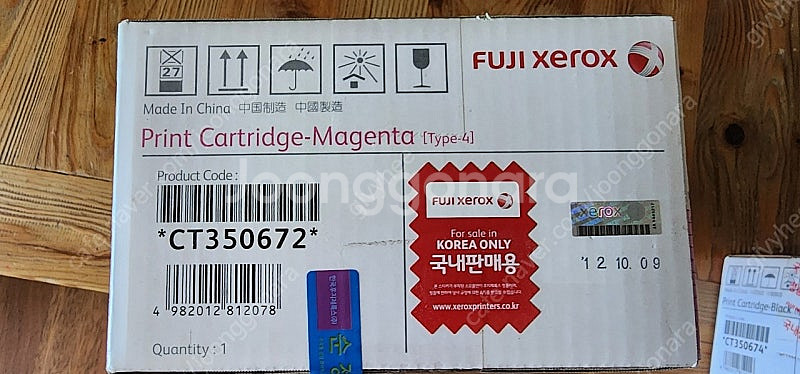 27
FUJI xerox
Made In China 中国制造 中國製造
Print Cartridge-Magenta [Type-4]
Product Code :
*CT350672*
4 982012 812078
Quantity : 1
FUJI xerox
For sale in
KOREA ONLY
국내판매용
www.xeroxprinters.co.kr
xerox
'12 10 09
Print Cartridge-Black
*CT350674*
Joonggonara